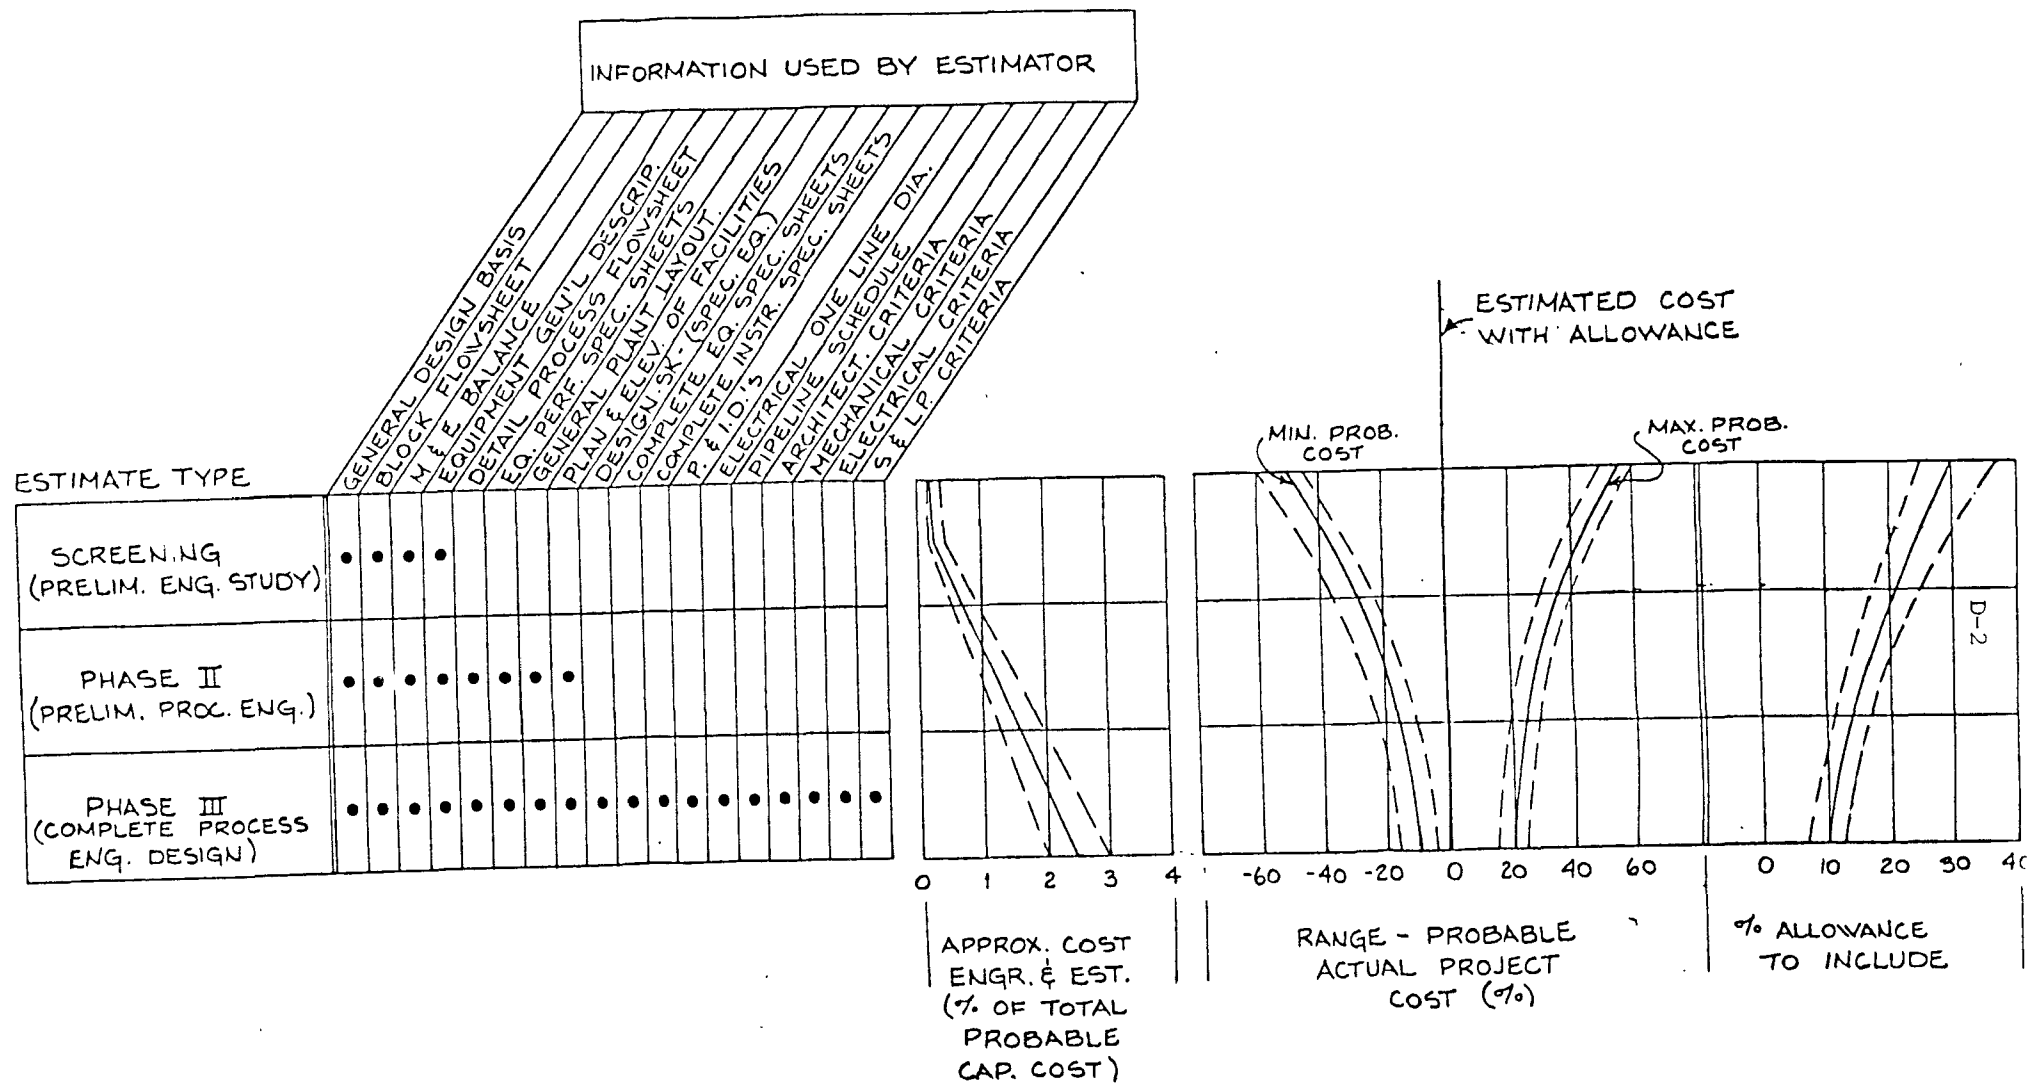 INFORMATION USED BY ESTIMATOR
GENERAL DESIGN BASIS
BLOCK FLOWSHEET
M & E BALANCE
EQUIPMENT GEN'L DESCRIP.
DETAIL PROCESS FLOWSHEET
EQ. PERF. SPEC. SHEETS
GENERAL PLANT LAYOUT.
PLAN & ELEV. OF FACILITIES
DESIGN. SK- (SPEC. EQ.)
COMPLETE EQ. SPEC. SHEETS
COMPLETE INSTR. SPEC. SHEETS
P. & I.D.'s
ELECTRICAL ONE LINE DIA.
PIPELINE SCHEDULE
ARCHITECT. CRITERIA
MECHANICAL CRITERIA
ELECTRICAL CRITERIA
S & L.P. CRITERIA
ESTIMATED COST
WITH ALLOWANCE
MIN. PROB.
COST
MAX. PROB.
COST
ESTIMATE TYPE
SCREEN.NG
(PRELIM. ENG. STUDY)
PHASE II
(PRELIM. PROC. ENG.)
PHASE III
(COMPLETE PROCESS
ENG. DESIGN)
D-2
0 1 2 3 4
-60 -40 -20 0 20 40 60
0 10 20 30 40
APPROX. COST
ENGR. & EST.
(% OF TOTAL
PROBABLE
CAP. COST)
RANGE - PROBABLE
ACTUAL PROJECT
COST (%)
% ALLOWANCE
TO INCLUDE